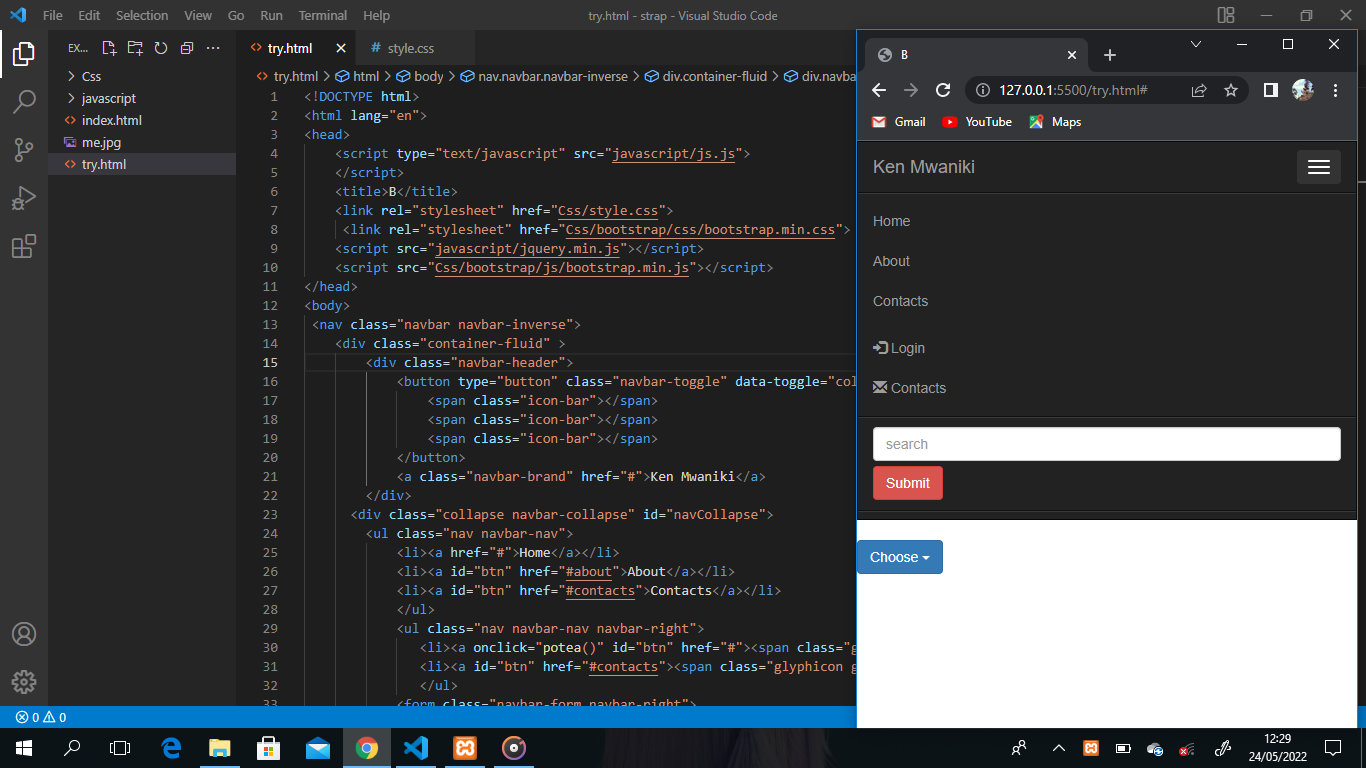 File Edit Selection View Go Run Terminal Help
try.html - strap - Visual Studio Code
EX...
Css
javascript
index.html
me.jpg
try.html
try.html
style.css
try.html > html > body > nav.navbar.navbar-inverse > div.container-fluid > div.navba
1 <!DOCTYPE html>
2 <html lang="en">
3 <head>
4 <script type="text/javascript" src="javascript/js.js">
5 </script>
6 <title>B</title>
7 <link rel="stylesheet" href="Css/style.css">
8 <link rel="stylesheet" href="Css/bootstrap/css/bootstrap.min.css">
9 <script src="javascript/jquery.min.js"></script>
10 <script src="Css/bootstrap/js/bootstrap.min.js"></script>
11 </head>
12 <body>
13 <nav class="navbar navbar-inverse">
14 <div class="container-fluid" >
15 <div class="navbar-header">
16 <button type="button" class="navbar-toggle" data-toggle="col
17 <span class="icon-bar"></span>
18 <span class="icon-bar"></span>
19 <span class="icon-bar"></span>
20 </button>
21 <a class="navbar-brand" href="#">Ken Mwaniki</a>
22 </div>
23 <div class="collapse navbar-collapse" id="navCollapse">
24 <ul class="nav navbar-nav">
25 <li><a href="#">Home</a></li>
26 <li><a id="btn" href="#about">About</a></li>
27 <li><a id="btn" href="#contacts">Contacts</a></li>
28 </ul>
29 <ul class="nav navbar-nav navbar-right">
30 <li><a onclick="potea()" id="btn" href="#"><span class="g
31 <li><a id="btn" href="#contacts"><span class="glyphicon g
32 </ul>
33 <form class="navbar-form navbar-right">
0 0
B
127.0.0.1:5500/try.html#
Gmail YouTube Maps
Ken Mwaniki
Home
About
Contacts
Login
Contacts
search
Submit
Choose
12:29
24/05/2022